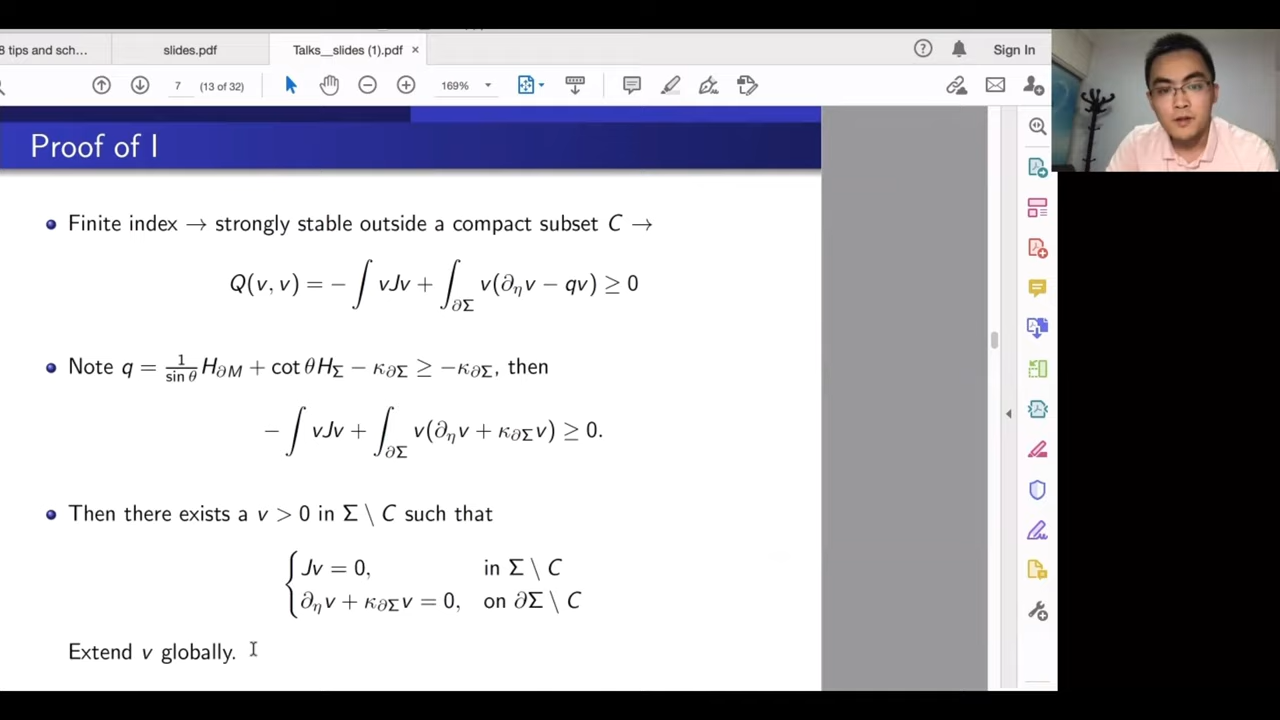 8 tips and sch... slides.pdf Talks__slides (1).pdf × Sign In
7 (13 of 32) 169%
Proof of I
• Finite index → strongly stable outside a compact subset C →
Q(v, v) = − ∫ vJv + ∫_{∂Σ} v(∂_η v − qv) ≥ 0
• Note q = 1/sin θ H_{∂M} + cot θ H_Σ − κ_{∂Σ} ≥ −κ_{∂Σ}, then
− ∫ vJv + ∫_{∂Σ} v(∂_η v + κ_{∂Σ} v) ≥ 0.
• Then there exists a v > 0 in Σ \ C such that
{ Jv = 0, in Σ \ C
∂_η v + κ_{∂Σ} v = 0, on ∂Σ \ C
Extend v globally.